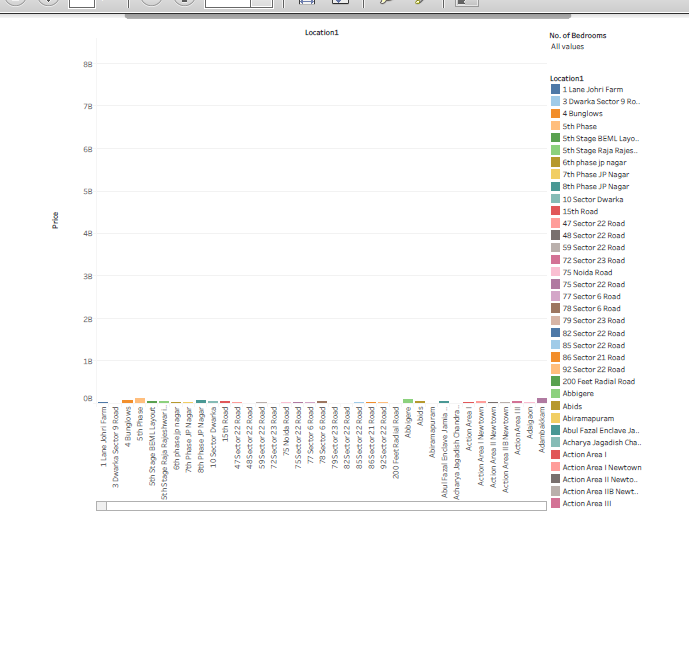 Location1
No. of Bedrooms
All values
8B
7B
6B
5B
4B
3B
2B
1B
0B
Price
1 Lane Johri Farm
3 Dwarka Sector 9 Road
4 Bunglows
5th Phase
5th Stage BEML Layout
5th Stage Raja Rajeshwari ..
6th phase jp nagar
7th Phase JP Nagar
8th Phase JP Nagar
10 Sector Dwarka
15th Road
47 Sector 22 Road
48 Sector 22 Road
59 Sector 22 Road
72 Sector 23 Road
75 Noida Road
75 Sector 22 Road
77 Sector 6 Road
78 Sector 6 Road
79 Sector 23 Road
82 Sector 22 Road
85 Sector 22 Road
86 Sector 21 Road
92 Sector 22 Road
200 Feet Radial Road
Abbigere
Abids
Abiramapuram
Abul Fazal Enclave Jamia ..
Acharya Jagadish Chandra ..
Action Area I
Action Area I Newtown
Action Area II Newtown
Action Area IIB Newtown
Action Area III
Adaigaon
Adambakkam
Location1
1 Lane Johri Farm
3 Dwarka Sector 9 Ro..
4 Bunglows
5th Phase
5th Stage BEML Layo..
5th Stage Raja Rajes..
6th phase jp nagar
7th Phase JP Nagar
8th Phase JP Nagar
10 Sector Dwarka
15th Road
47 Sector 22 Road
48 Sector 22 Road
59 Sector 22 Road
72 Sector 23 Road
75 Noida Road
75 Sector 22 Road
77 Sector 6 Road
78 Sector 6 Road
79 Sector 23 Road
82 Sector 22 Road
85 Sector 22 Road
86 Sector 21 Road
92 Sector 22 Road
200 Feet Radial Road
Abbigere
Abids
Abiramapuram
Abul Fazal Enclave Ja..
Acharya Jagadish Cha..
Action Area I
Action Area I Newtown
Action Area II Newto..
Action Area IIB Newt..
Action Area III